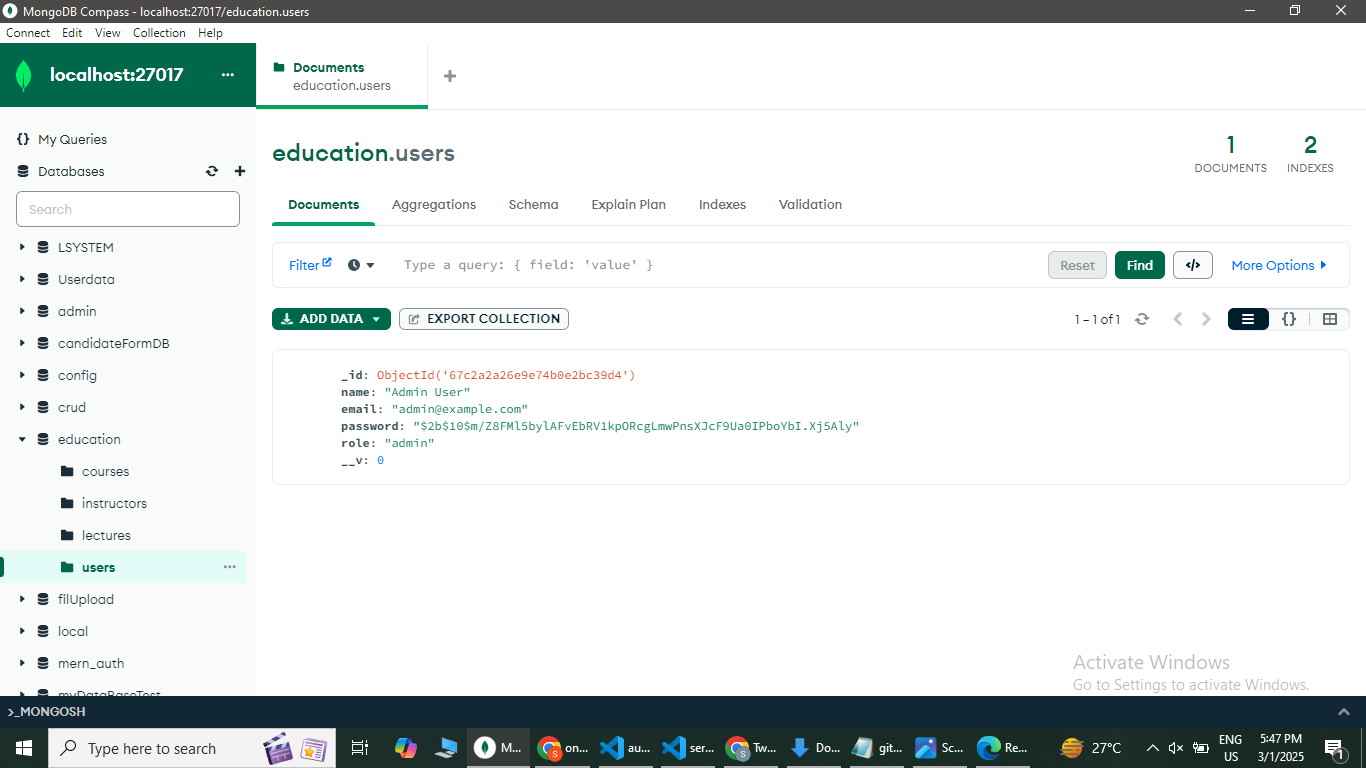 MongoDB Compass - localhost:27017/education.users
Connect Edit View Collection Help
localhost:27017 ...
Documents
education.users
{} My Queries
Databases
Search
LSYSTEM
Userdata
admin
candidateFormDB
config
crud
education
courses
instructors
lectures
users ...
filUpload
local
mern_auth
myDataBaseTest
education.users
1 DOCUMENTS
2 INDEXES
Documents Aggregations Schema Explain Plan Indexes Validation
Filter Type a query: { field: 'value' } Reset Find </> More Options
ADD DATA EXPORT COLLECTION 1 – 1 of 1 {}
_id: ObjectId('67c2a2a26e9e74b0e2bc39d4')
name: "Admin User"
email: "admin@example.com"
password: "$2b$10$m/Z8FMl5bylAFvEbRV1kpORcgLmwPnsXJcF9Ua0IPboYbI.Xj5Aly"
role: "admin"
__v: 0
Activate Windows
Go to Settings to activate Windows.
>_MONGOSH
Type here to search M... on... au... ser... Tw... Do... git... Sc... Re... 27°C ENG US 5:47 PM 3/1/2025 1